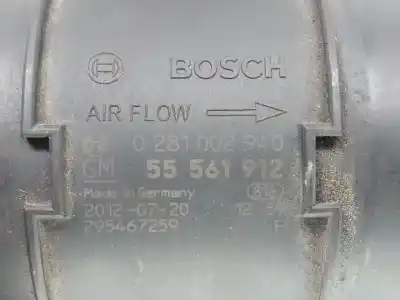 BOSCH
AIR FLOW
0 281 002 940
GM 55 561 912
Made in Germany
2012-07-20
795467259 F